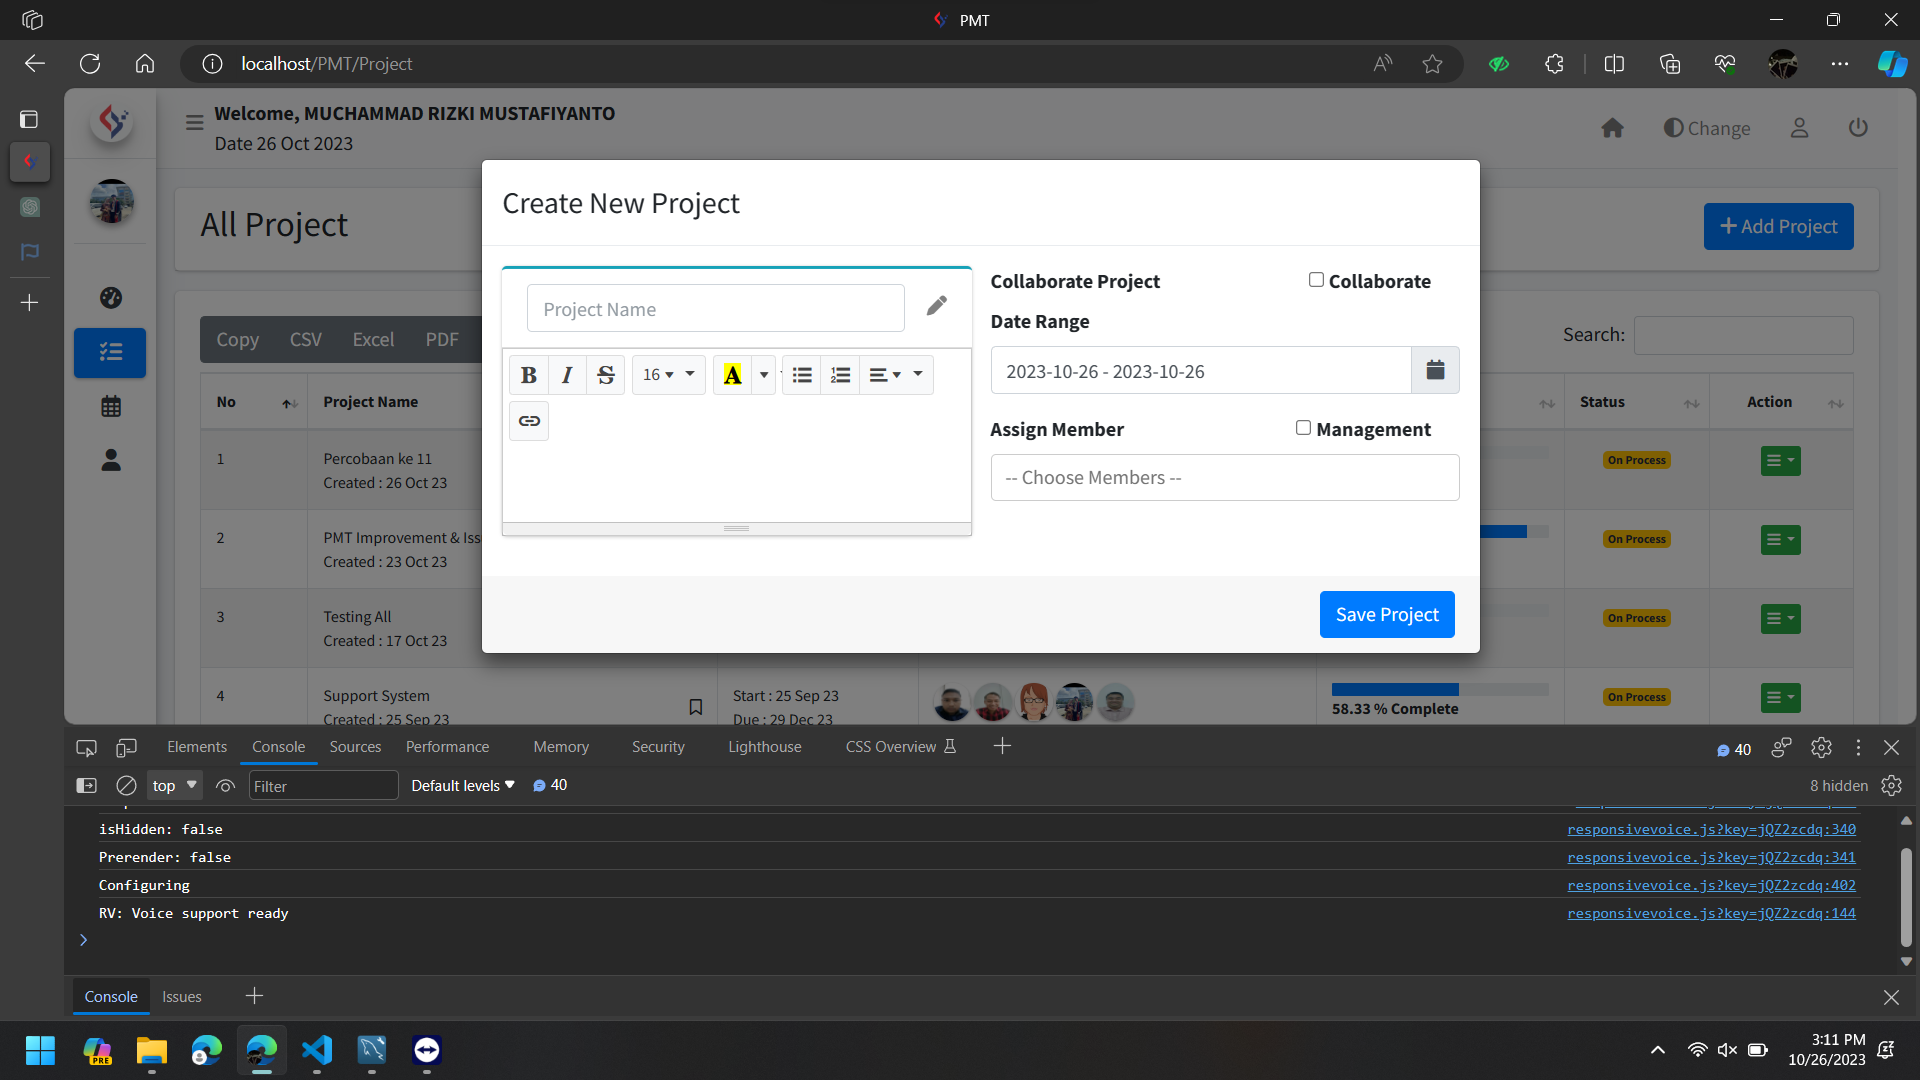 PMT
localhost/PMT/Project
Welcome, MUCHAMMAD RIZKI MUSTAFIYANTO
Date 26 Oct 2023
Change
All Project
Add Project
Create New Project
Project Name
B I S 16 A
Collaborate Project
Collaborate
Date Range
2023-10-26 - 2023-10-26
Assign Member
Management
-- Choose Members --
Save Project
Copy CSV Excel PDF
Search:
No Project Name Status Action
1 Percobaan ke 11
Created : 26 Oct 23
On Process
2 PMT Improvement & Iss
Created : 23 Oct 23
On Process
3 Testing All
Created : 17 Oct 23
On Process
4 Support System
Created : 25 Sep 23
Start : 25 Sep 23
Due : 29 Dec 23
58.33 % Complete
On Process
Elements Console Sources Performance Memory Security Lighthouse CSS Overview
40
top Filter Default levels 40
8 hidden
isHidden: false responsivevoice.js?key=jQZ2zcdq:340
Prerender: false responsivevoice.js?key=jQZ2zcdq:341
Configuring responsivevoice.js?key=jQZ2zcdq:402
RV: Voice support ready responsivevoice.js?key=jQZ2zcdq:144
Console Issues
PRE
3:11 PM
10/26/2023